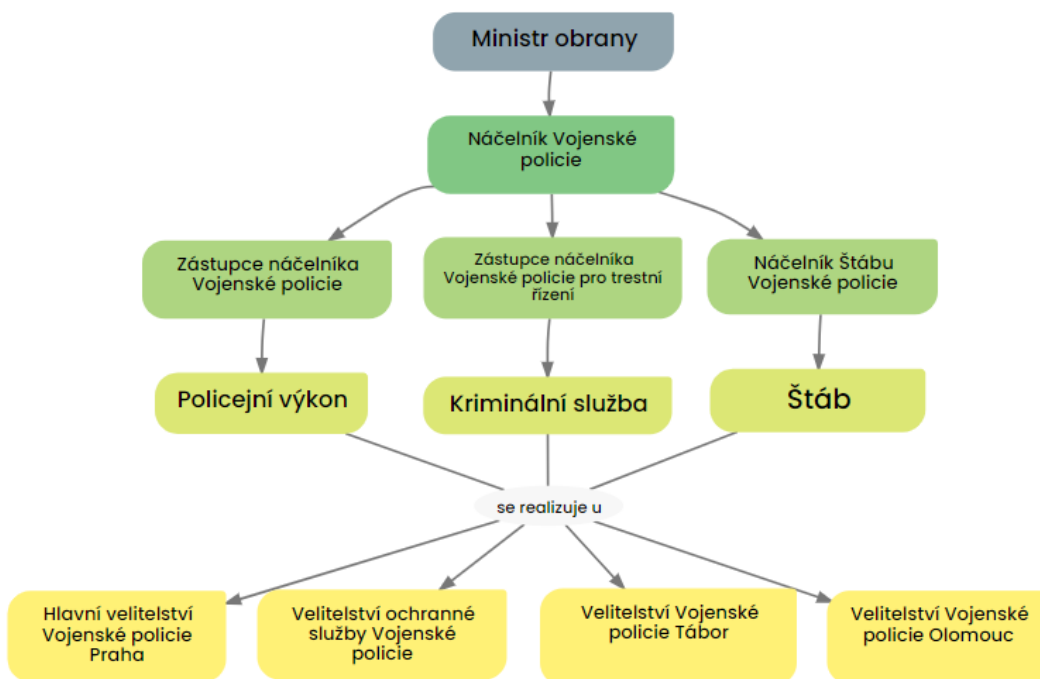 Ministr obrany
Náčelník Vojenské
policie
Zástupce náčelníka
Vojenské policie
Zástupce náčelníka
Vojenské policie pro trestní
řízení
Náčelník Štábu
Vojenské policie
Policejní výkon
Kriminální služba
Štáb
se realizuje u
Hlavní velitelství
Vojenské policie
Praha
Velitelství ochranné
služby Vojenské
policie
Velitelství Vojenské
policie Tábor
Velitelství Vojenské
policie Olomouc